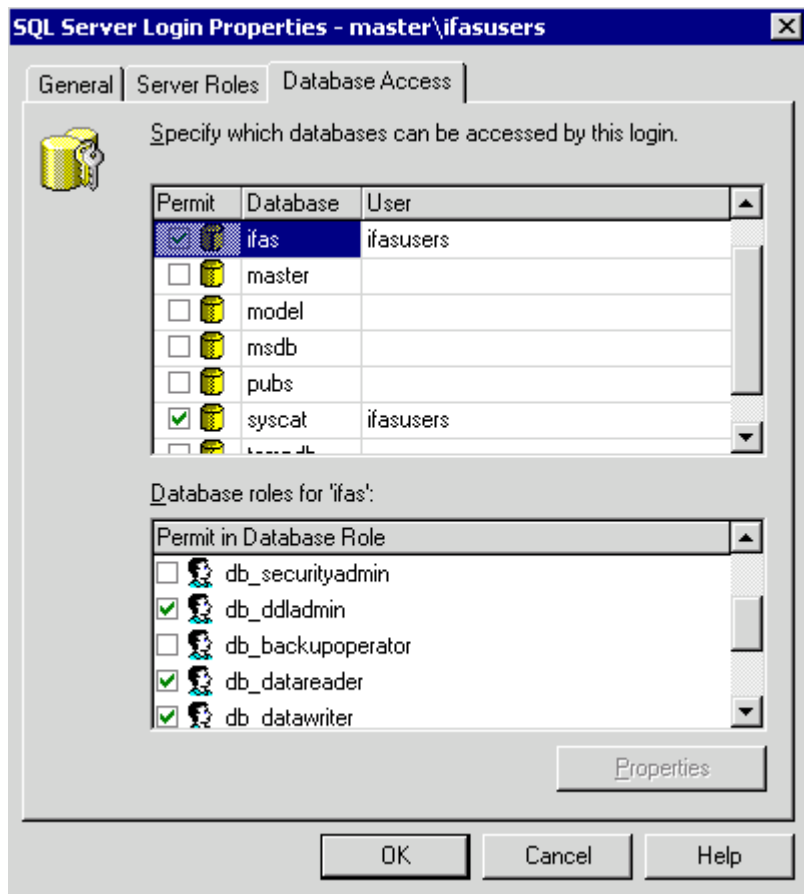 SQL Server Login Properties - master\ifasusers
General Server Roles Database Access
Specify which databases can be accessed by this login.
Permit Database User
ifas ifasusers
master
model
msdb
pubs
syscat ifasusers
Database roles for 'ifas':
Permit in Database Role
db_securityadmin
db_ddladmin
db_backupoperator
db_datareader
db_datawriter
Properties
OK Cancel Help